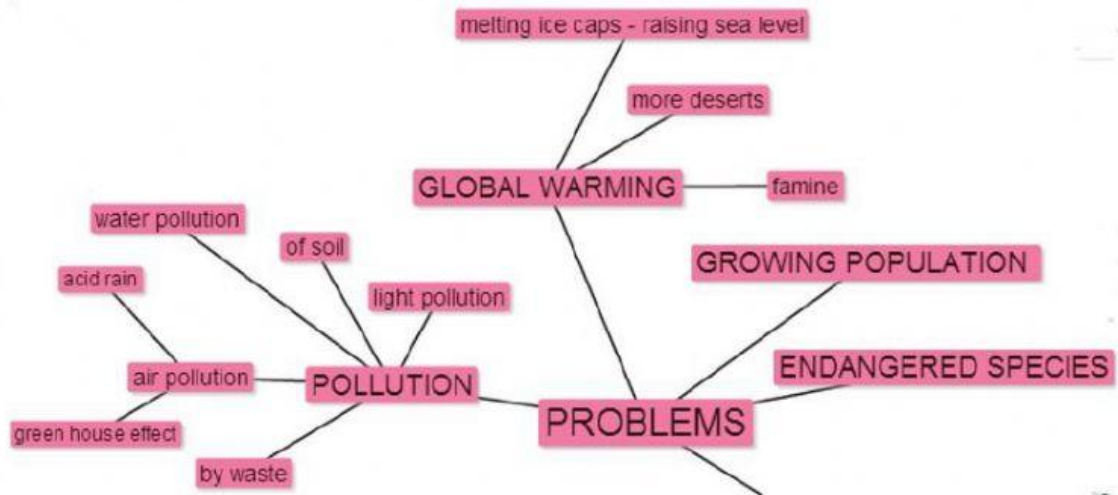 melting ice caps - raising sea level
more deserts
GLOBAL WARMING
famine
water pollution
of soil
GROWING POPULATION
acid rain
light pollution
ENDANGERED SPECIES
air pollution
POLLUTION
PROBLEMS
green house effect
by waste